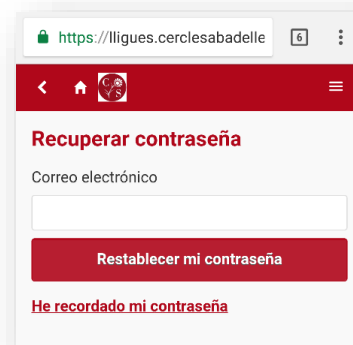 https://lligues.cerclesabadelle
6
C S
Recuperar contraseña
Correo electrónico
Restablecer mi contraseña
He recordado mi contraseña